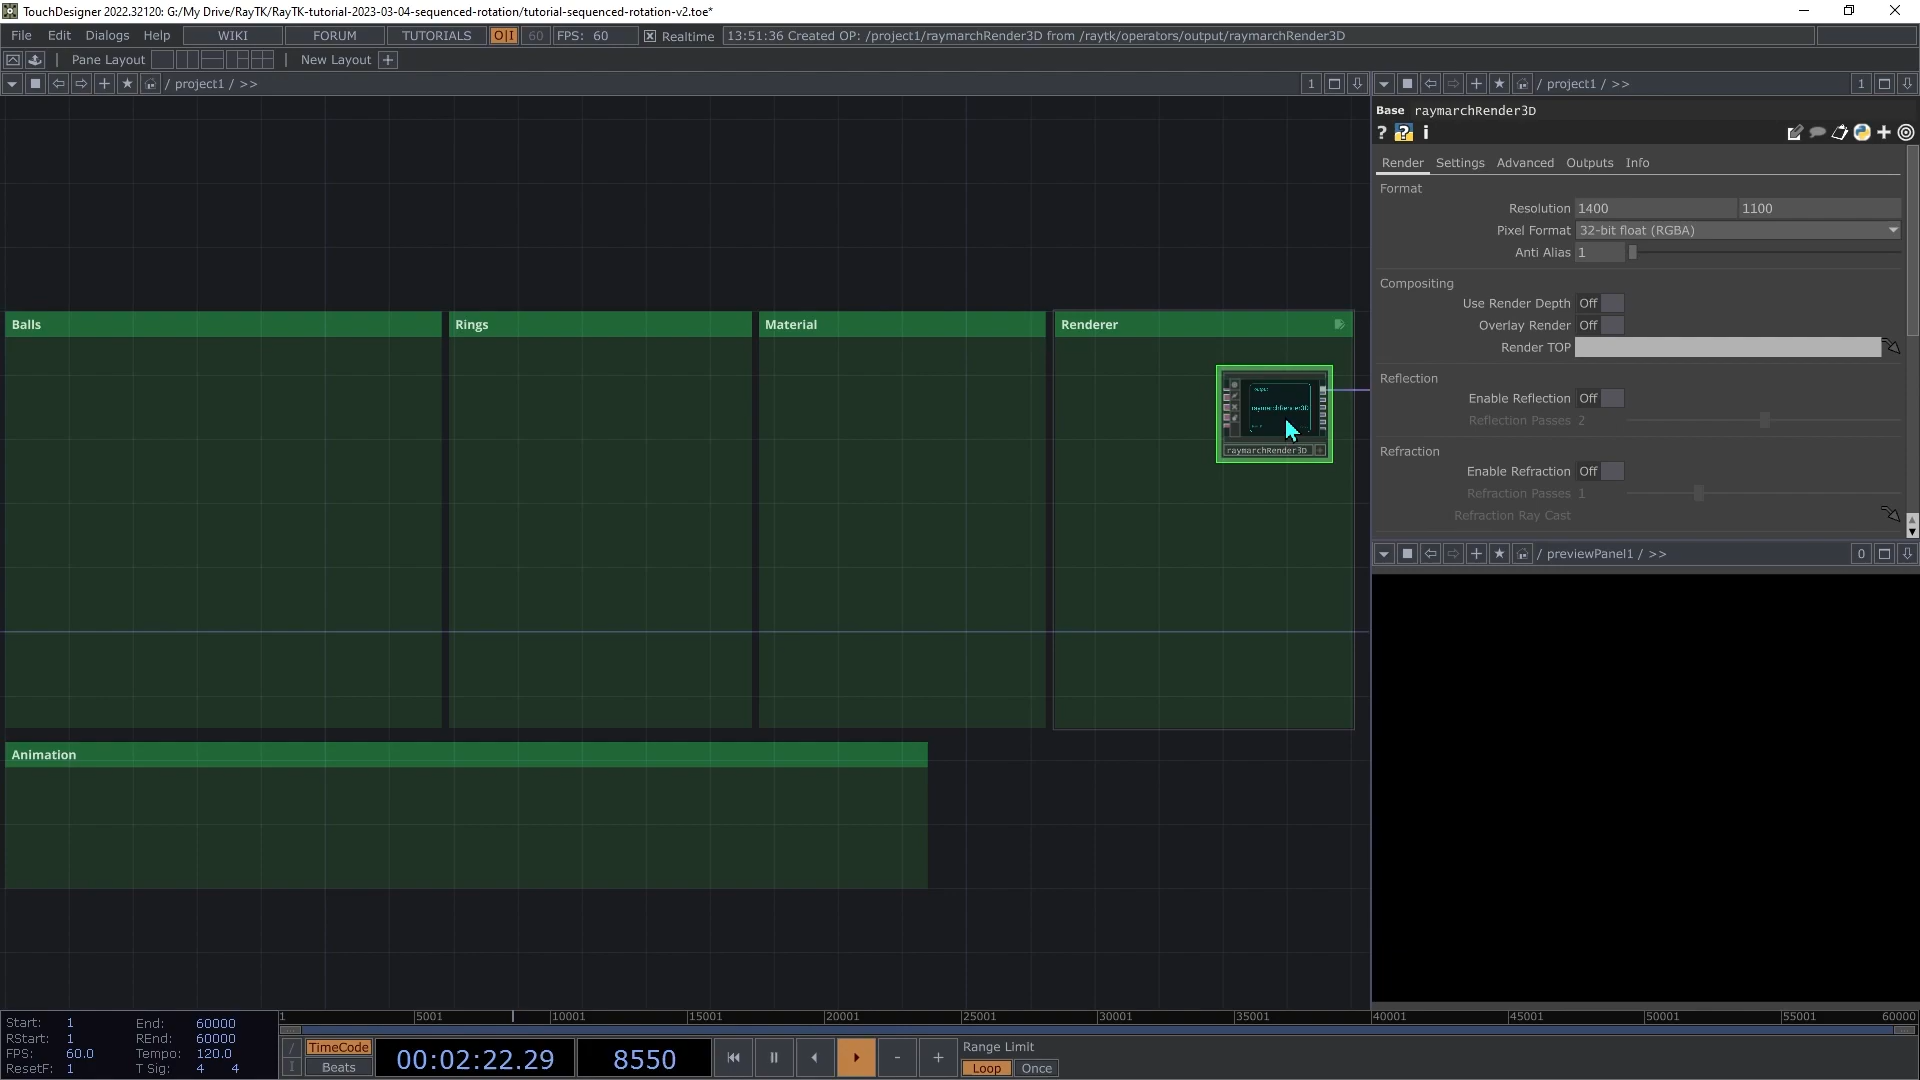 TouchDesigner 2022.32120: G:/My Drive/RayTK/RayTK-tutorial-2023-03-04-sequenced-rotation/tutorial-sequenced-rotation-v2.toe*
File Edit Dialogs Help WIKI FORUM TUTORIALS O|I 60 FPS: 60 Realtime 13:51:36 Created OP: /project1/raymarchRender3D from /raytk/operators/output/raymarchRender3D
Pane Layout New Layout
/ project1 / >> 1
/ project1 / >> 1
Base raymarchRender3D
? ? i
Render Settings Advanced Outputs Info
Format
Resolution 1400 1100
Pixel Format 32-bit float (RGBA)
Anti Alias 1
Compositing
Use Render Depth Off
Overlay Render Off
Render TOP
Reflection
Enable Reflection Off
Reflection Passes 2
Refraction
Enable Refraction Off
Refraction Passes 1
Refraction Ray Cast
/ previewPanel1 / >> 0
Balls
Rings
Material
Renderer
raymarchRender3D
raymarchRender3D
Animation
Start: 1 End: 60000
RStart: 1 REnd: 60000
FPS: 60.0 Tempo: 120.0
ResetF: 1 T Sig: 4 4
1 5001 10001 15001 20001 25001 30001 35001 40001 45001 50001 55001 60000
TimeCode
Beats
00:02:22.29
8550
- +
Range Limit
Loop Once